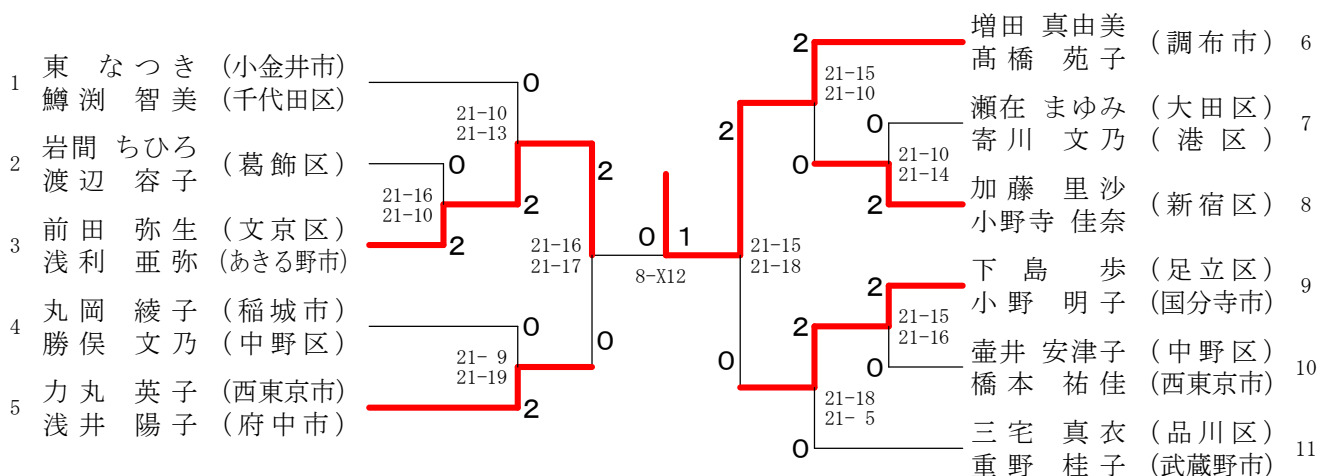 1 東 なつき (小金井市)
鱒渕 智美 (千代田区)
2 岩間 ちひろ (葛飾区)
渡辺 容子
3 前田 弥生 (文京区)
浅利 亜弥 (あきる野市)
4 丸岡 綾子 (稲城市)
勝俣 文乃 (中野区)
5 力丸 英子 (西東京市)
浅井 陽子 (府中市)
0
21-10
21-13
0
21-16
21-10
2
2
2
21-16
21-17
0
0
21- 9
21-19
2
0 1
8-X12
2
21-15
21-18
0
2
21-15
21-10
0
0
21-10
21-14
2
2
21-15
21-16
0
2
21-18
21- 5
0
増田 真由美 (調布市) 6
髙橋 苑子
瀬在 まゆみ (大田区) 7
寄川 文乃 (港区)
加藤 里沙 (新宿区) 8
小野寺 佳奈
下島 歩 (足立区) 9
小野 明子 (国分寺市)
壷井 安津子 (中野区) 10
橋本 祐佳 (西東京市)
三宅 真衣 (品川区) 11
重野 桂子 (武蔵野市)